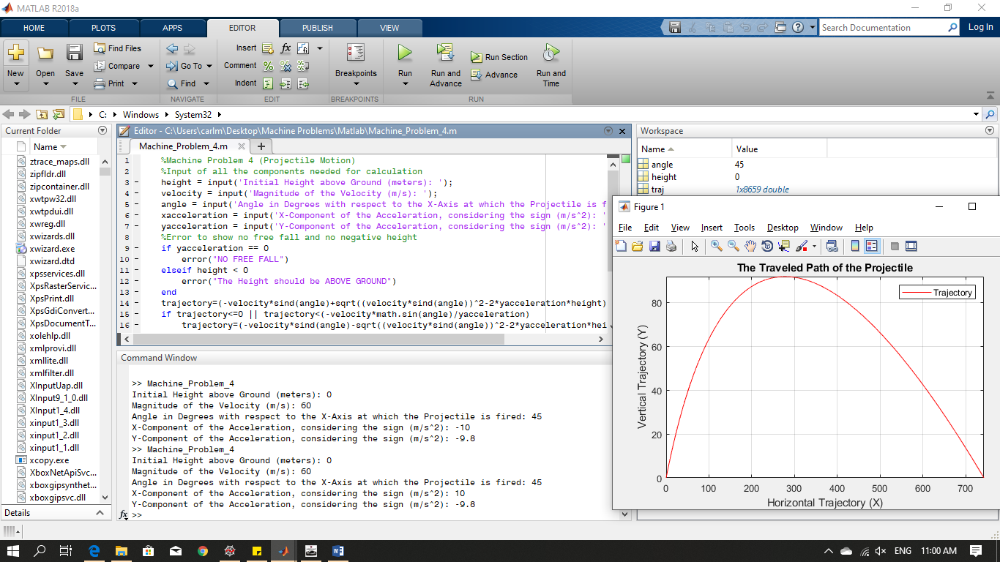 MATLAB R2018a
HOME PLOTS APPS EDITOR PUBLISH VIEW
Search Documentation
Log In
New
Open
Save
Find Files
Compare
Print
FILE
Go To
Find
NAVIGATE
Insert
Comment
Indent
fx
EDIT
Breakpoints
BREAKPOINTS
Run
Run and Advance
Run Section
Advance
Run and Time
RUN
C: Windows System32
Current Folder
Name
ztrace_maps.dll
zipfldr.dll
zipcontainer.dll
xwtpw32.dll
xwtpdui.dll
xwreg.dll
xwizards.dll
xwizard.exe
xwizard.dtd
xpsservices.dll
XpsRasterServic...
XpsPrint.dll
XpsGdiConvert...
XpsDocumentT...
xolehlp.dll
xmlprovi.dll
xmllite.dll
xmlfilter.dll
XInputUap.dll
XInput9_1_0.dll
XInput1_4.dll
xinput1_3.dll
xinput1_2.dll
xinput1_1.dll
xcopy.exe
XboxNetApiSvc...
xboxgipsynthet...
xboxgipsvc.dll
Details
Editor - C:\Users\carlm\Desktop\Machine Problems\Matlab\Machine_Problem_4.m
Machine_Problem_4.m
1 %Machine Problem 4 (Projectile Motion)
2 %Input of all the components needed for calculation
3 - height = input('Initial Height above Ground (meters): ');
4 - velocity = input('Magnitude of the Velocity (m/s): ');
5 - angle = input('Angle in Degrees with respect to the X-Axis at which the Projectile is f
6 - xacceleration = input('X-Component of the Acceleration, considering the sign (m/s^2): '
7 - yacceleration = input('Y-Component of the Acceleration, considering the sign (m/s^2): '
8 %Error to show no free fall and no negative height
9 - if yacceleration == 0
10 - error("NO FREE FALL")
11 - elseif height < 0
12 - error("The Height should be ABOVE GROUND")
13 - end
14 - trajectory=(-velocity*sind(angle)+sqrt((velocity*sind(angle))^2-2*yacceleration*height)
15 - if trajectory<=0 || trajectory<(-velocity*math.sin(angle)/yacceleration)
16 - trajectory=(-velocity*sind(angle)-sqrt((velocity*sind(angle))^2-2*yacceleration*hei
Command Window
>> Machine_Problem_4
Initial Height above Ground (meters): 0
Magnitude of the Velocity (m/s): 60
Angle in Degrees with respect to the X-Axis at which the Projectile is fired: 45
X-Component of the Acceleration, considering the sign (m/s^2): -10
Y-Component of the Acceleration, considering the sign (m/s^2): -9.8
>> Machine_Problem_4
Initial Height above Ground (meters): 0
Magnitude of the Velocity (m/s): 60
Angle in Degrees with respect to the X-Axis at which the Projectile is fired: 45
X-Component of the Acceleration, considering the sign (m/s^2): 10
Y-Component of the Acceleration, considering the sign (m/s^2): -9.8
fx >>
Workspace
Name Value
angle 45
height 0
traj 1x8659 double
Figure 1
File Edit View Insert Tools Desktop Window Help
The Traveled Path of the Projectile
Trajectory
Vertical Trajectory (Y)
80
60
40
20
0
0 100 200 300 400 500 600 700
Horizontal Trajectory (X)
ENG 11:00 AM